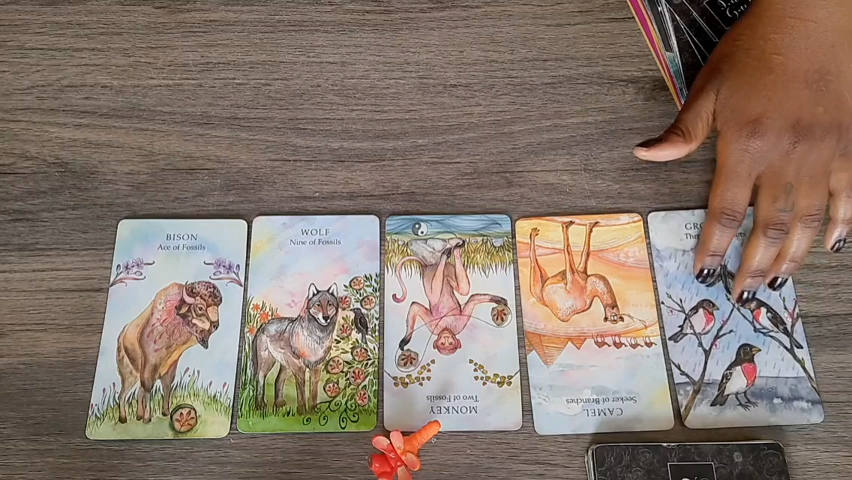 BISON
Ace of Fossils
WOLF
Nine of Fossils
MONKEY
Two of Fossils
CAMEL
Seeker of Branches